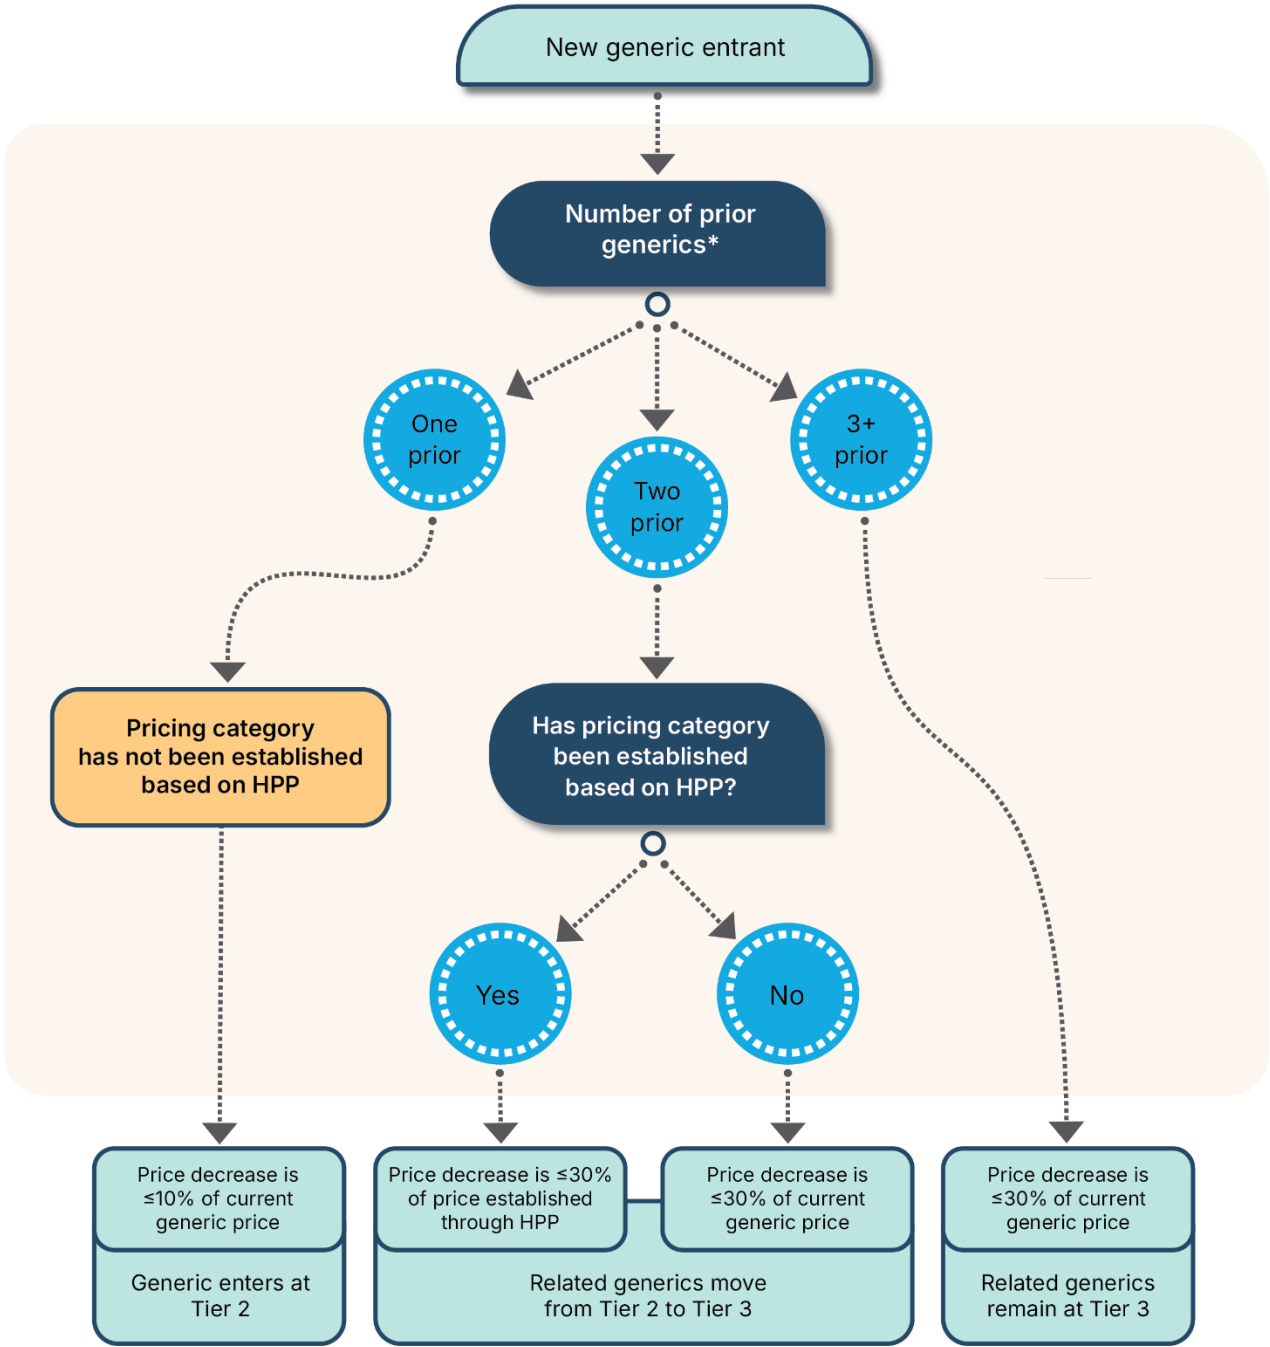 New generic entrant
Number of prior
generics*
One
prior
Two
prior
3+
prior
Pricing category
has not been established
based on HPP
Has pricing category
been established
based on HPP?
Yes
No
Price decrease is
≤10% of current
generic price
Generic enters at
Tier 2
Price decrease is ≤30%
of price established
through HPP
Price decrease is
≤30% of current
generic price
Related generics move
from Tier 2 to Tier 3
Price decrease is
≤30% of current
generic price
Related generics
remain at Tier 3